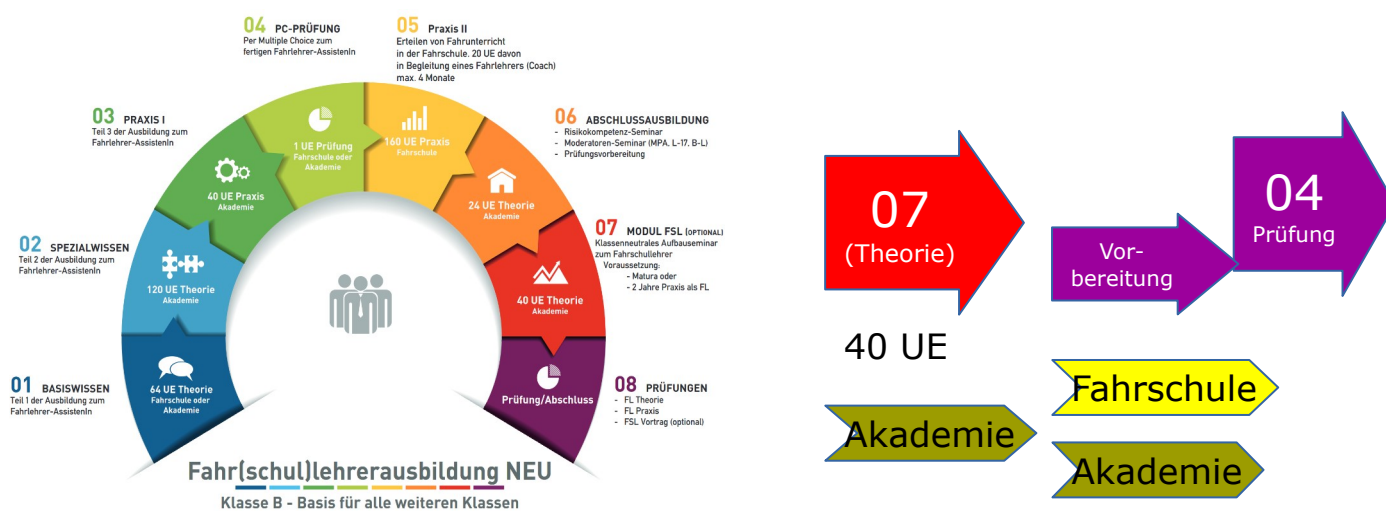 04 PC-PRÜFUNG
Per Multiple Choice zum
fertigen Fahrlehrer-AssistenIn
05 Praxis II
Erteilen von Fahrunterricht
in der Fahrschule. 20 UE davon
in Begleitung eines Fahrlehrers (Coach)
max. 4 Monate
03 PRAXIS I
Teil 3 der Ausbildung zum
Fahrlehrer-AssistenIn
06 ABSCHLUSSAUSBILDUNG
- Risikokompetenz-Seminar
- Moderatoren-Seminar (MPA, L-17, B-L)
- Prüfungsvorbereitung
02 SPEZIALWISSEN
Teil 2 der Ausbildung zum
Fahrlehrer-AssistenIn
07 MODUL FSL (OPTIONAL)
Klassenneutrales Aufbauseminar
zum Fahrschullehrer
Voraussetzung:
- Matura oder
- 2 Jahre Praxis als FL
01 BASISWISSEN
Teil 1 der Ausbildung zum
Fahrlehrer-AssistenIn
08 PRÜFUNGEN
- FL Theorie
- FL Praxis
- FSL Vortrag (optional)
64 UE Theorie
Fahrschule oder
Akademie
120 UE Theorie
Akademie
40 UE Praxis
Akademie
1 UE Prüfung
Fahrschule oder
Akademie
160 UE Praxis
Fahrschule
24 UE Theorie
Akademie
40 UE Theorie
Akademie
Prüfung/Abschluss
Fahr(schul)lehrerausbildung NEU
Klasse B - Basis für alle weiteren Klassen
07
(Theorie)
40 UE
Akademie
Vor-
bereitung
04
Prüfung
Fahrschule
Akademie